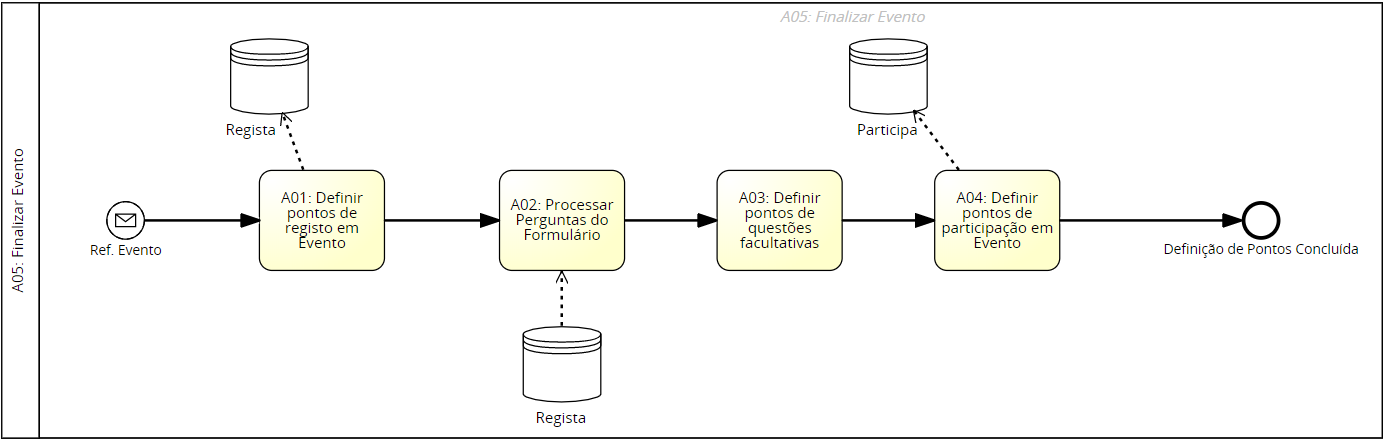 A05: Finalizar Evento
A05: Finalizar Evento
Regista
Participa
A01: Definir
pontos de
registo em
Evento
A02: Processar
Perguntas do
Formulário
A03: Definir
pontos de
questões
facultativas
A04: Definir
pontos de
participação em
Evento
Ref. Evento
Definição de Pontos Concluída
Regista